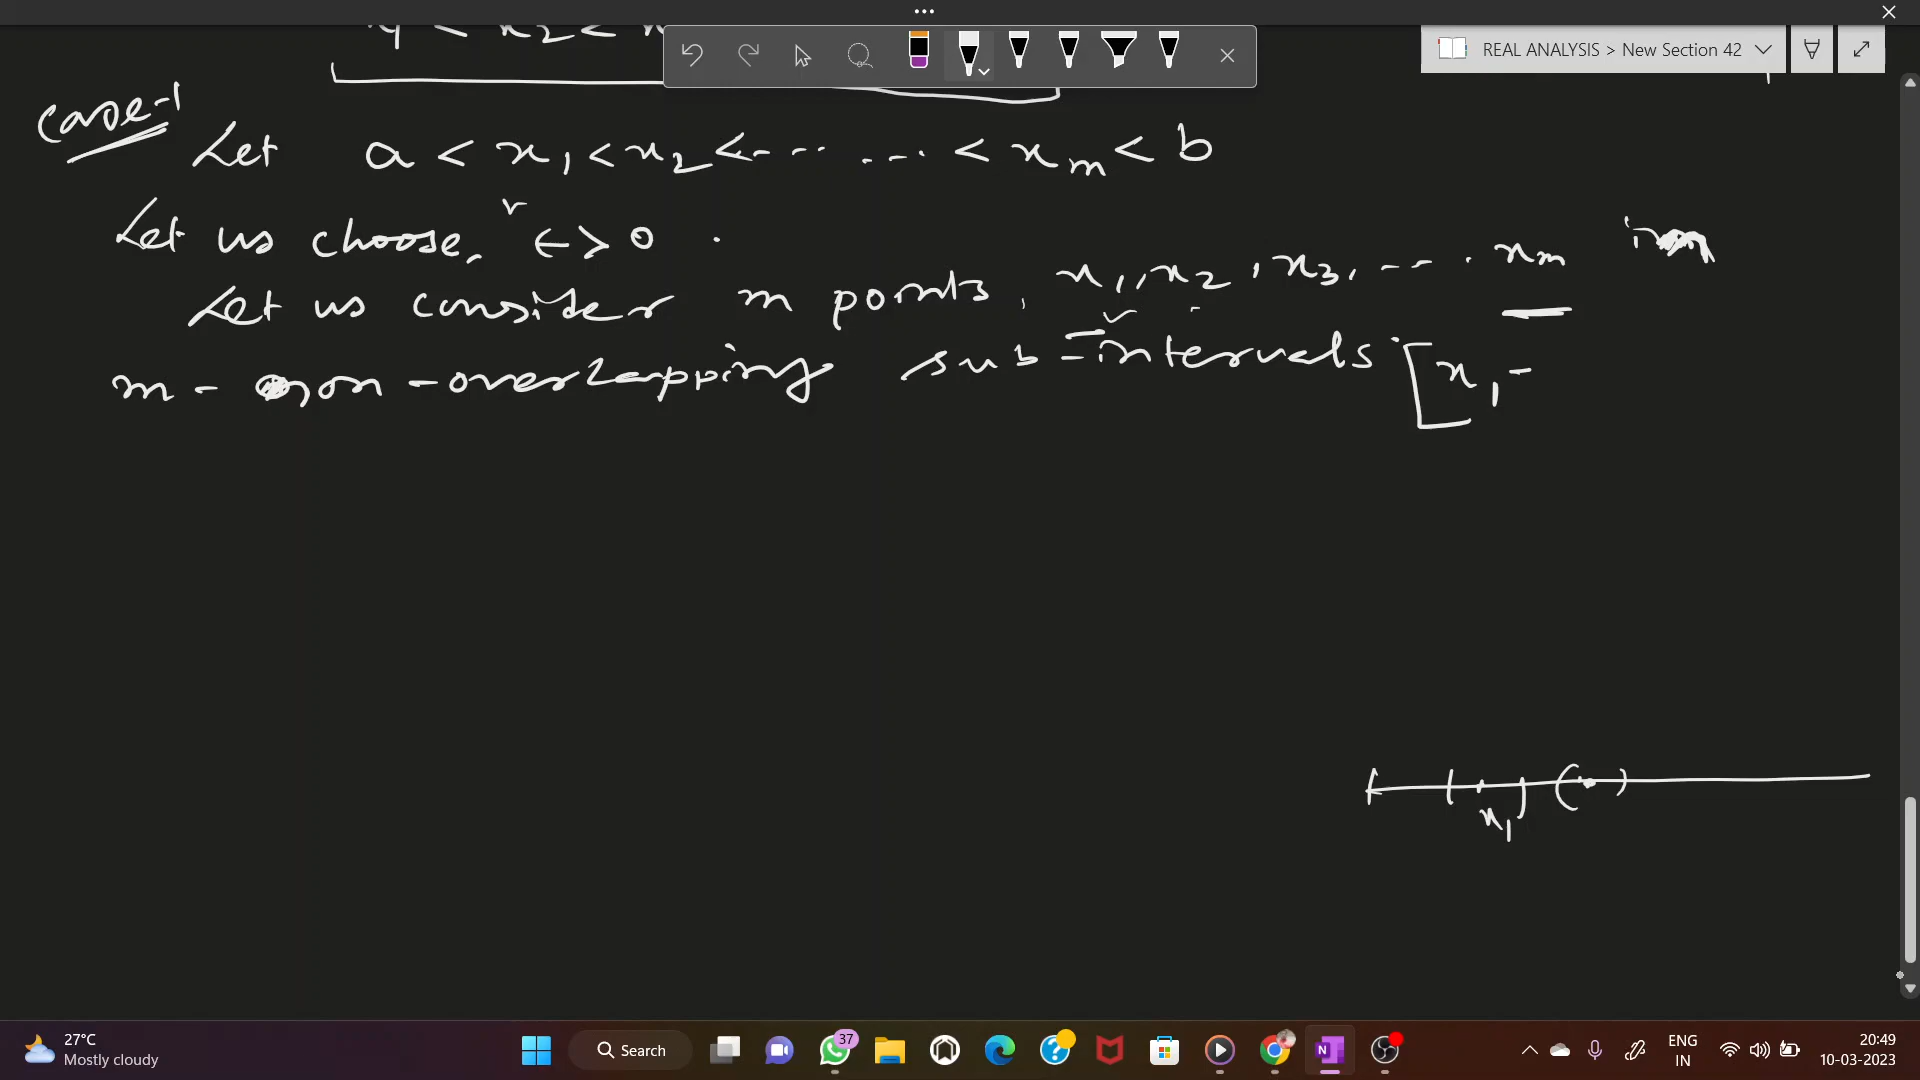 REAL ANALYSIS > New Section 42
Case-1
Let a < x₁ < x₂ < ... ... < xₘ < b
Let us choose, ϵ > 0 .
Let us consider m points, x₁, x₂, x₃, ... . xₘ in
m - non-overlapping sub-intervals [x₁ -
x₁
27°C
Mostly cloudy
Search
37
ENG
IN
20:49
10-03-2023